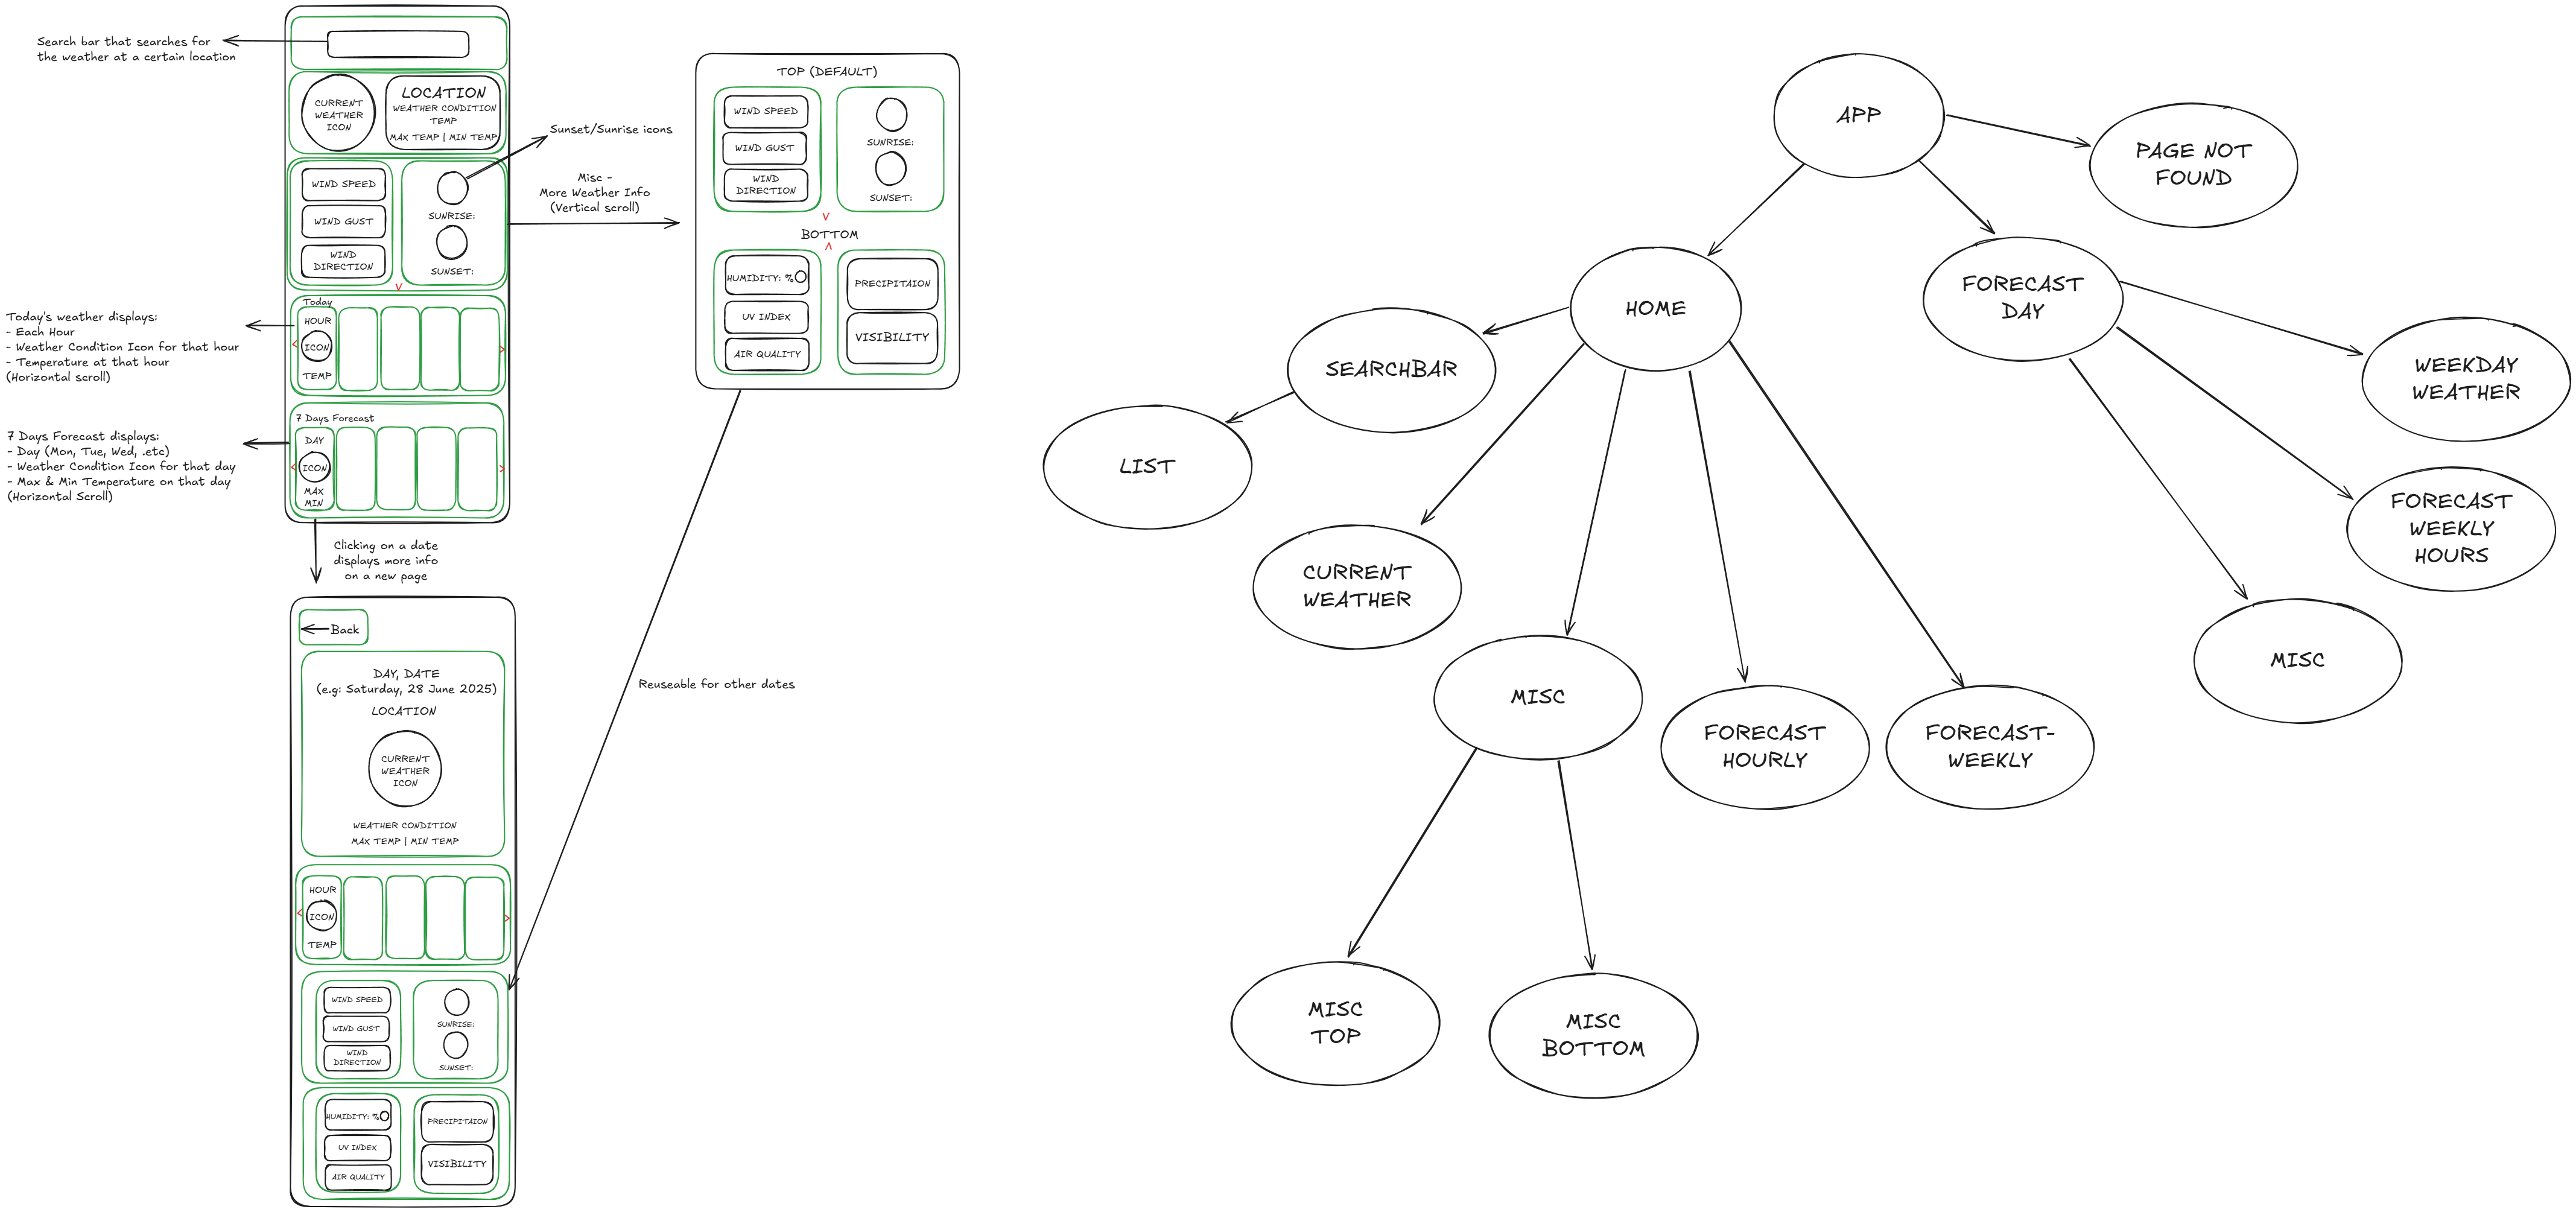 Search bar that searches for
the weather at a certain location
CURRENT
WEATHER
ICON
LOCATION
WEATHER CONDITION
TEMP
MAX TEMP | MIN TEMP
WIND SPEED
WIND GUST
WIND
DIRECTION
SUNRISE:
SUNSET:
V
Sunset/Sunrise icons
Misc -
More Weather Info
(Vertical scroll)
Today
HOUR
ICON
TEMP
<
>
Today's weather displays:
- Each Hour
- Weather Condition Icon for that hour
- Temperature at that hour
(Horizontal scroll)
7 Days Forecast
DAY
ICON
MAX
MIN
<
>
7 Days Forecast displays:
- Day (Mon, Tue, Wed, .etc)
- Weather Condition Icon for that day
- Max & Min Temperature on that day
(Horizontal Scroll)
Clicking on a date
displays more info
on a new page
TOP (DEFAULT)
WIND SPEED
WIND GUST
WIND
DIRECTION
SUNRISE:
SUNSET:
V
BOTTOM
^
HUMIDITY: %
UV INDEX
AIR QUALITY
PRECIPITAION
VISIBILITY
Reuseable for other dates
Back
DAY, DATE
(e.g: Saturday, 28 June 2025)
LOCATION
CURRENT
WEATHER
ICON
WEATHER CONDITION
MAX TEMP | MIN TEMP
HOUR
ICON
TEMP
<
>
WIND SPEED
WIND GUST
WIND
DIRECTION
SUNRISE:
SUNSET:
HUMIDITY: %
UV INDEX
AIR QUALITY
PRECIPITAION
VISIBILITY
APP
PAGE NOT
FOUND
HOME
FORECAST
DAY
SEARCHBAR
LIST
CURRENT
WEATHER
MISC
FORECAST
HOURLY
FORECAST-
WEEKLY
WEEKDAY
WEATHER
FORECAST
WEEKLY
HOURS
MISC
MISC
TOP
MISC
BOTTOM